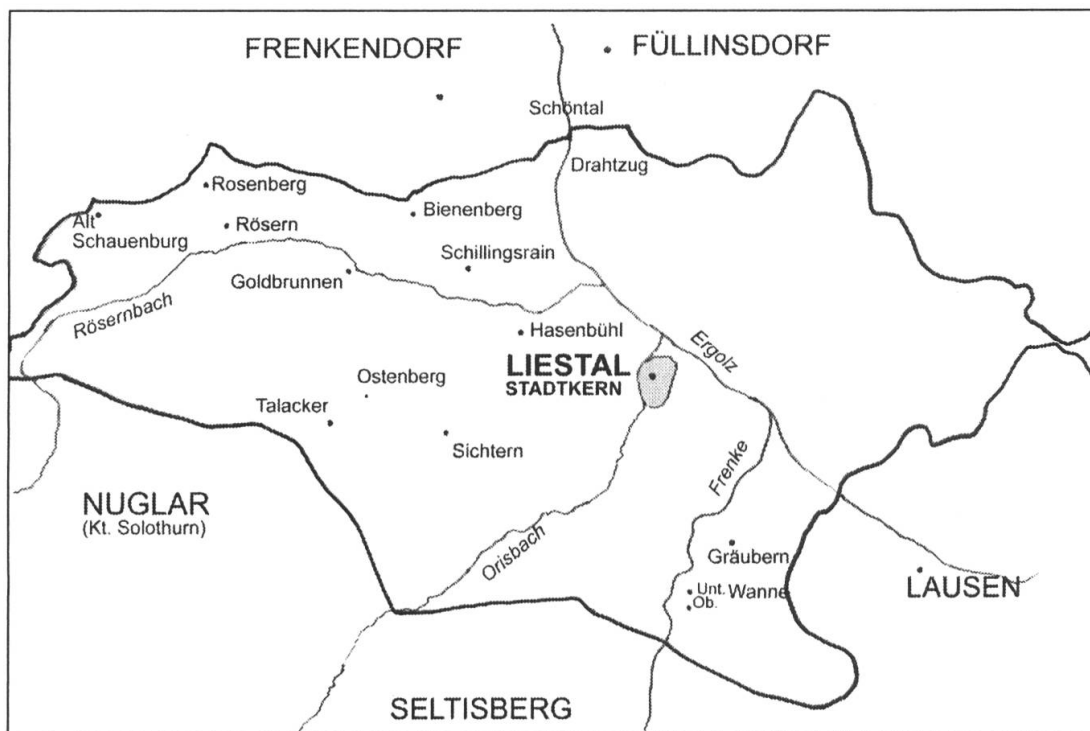 FRENKENDORF
FÜLLINSDORF
Schöntal
Drahtzug
Rosenberg
Bienenberg
Alt
Schauenburg
Rösern
Schillingsrain
Goldbrunnen
Rösernbach
Hasenbühl
Ergolz
LIESTAL
STADTKERN
Ostenberg
Talacker
Sichtern
Frenke
NUGLAR
(Kt. Solothurn)
Orisbach
Gräubern
Unt. Wanne
Ob.
LAUSEN
SELTISBERG